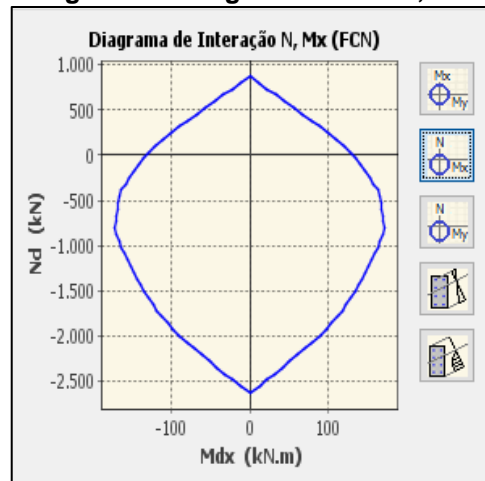 Diagrama de Interação N, Mx (FCN)
1.000
500
0
-500
-1.000
-1.500
-2.000
-2.500
Nd (kN)
-100
0
100
Mdx (kN.m)
Mx
My
N
Mx
N
My